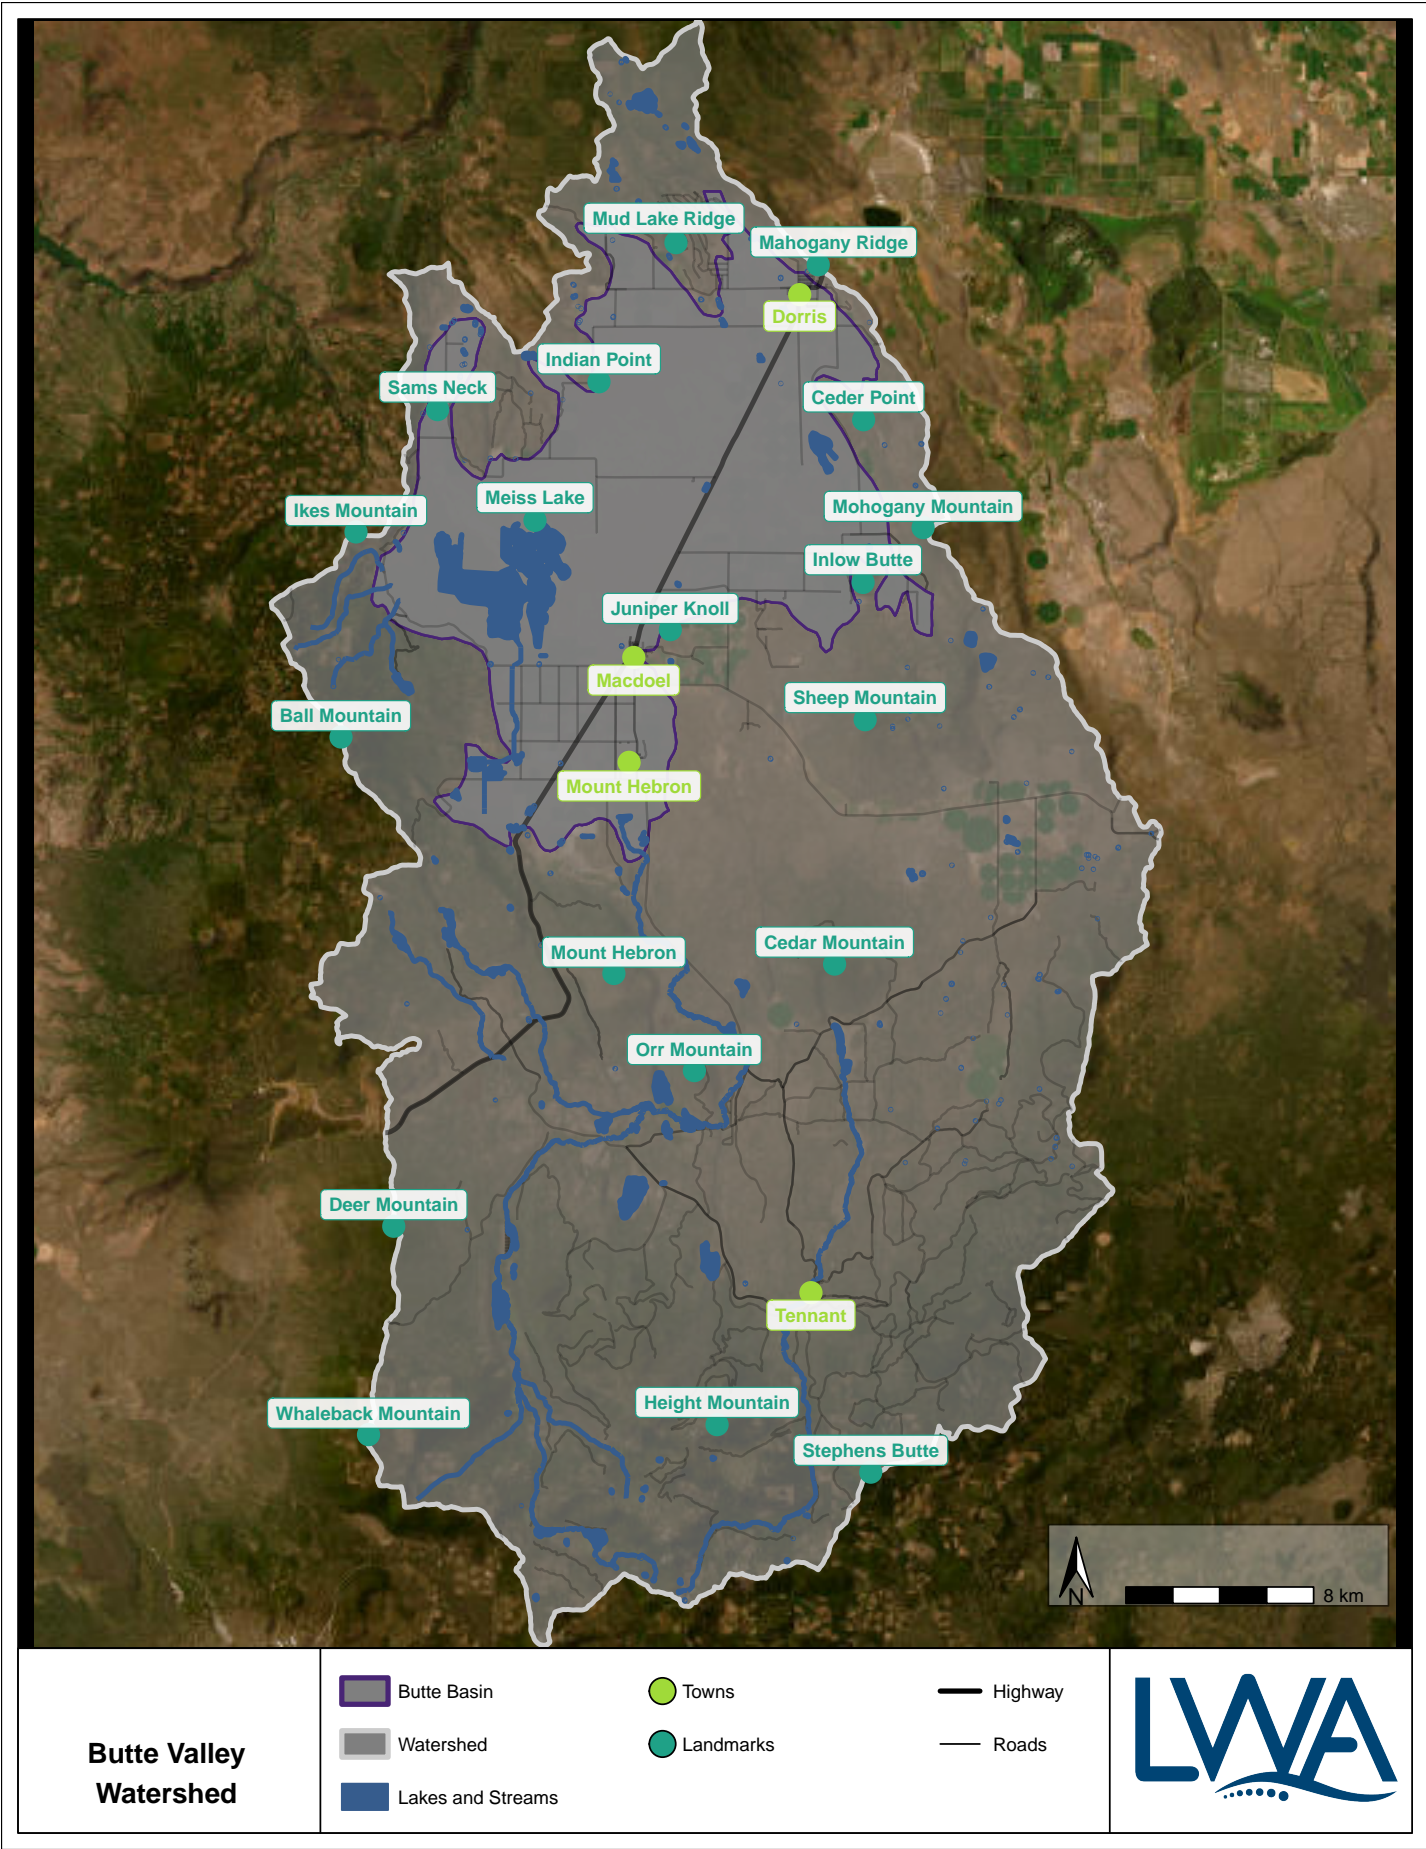 Mud Lake Ridge
Mahogany Ridge
Dorris
Indian Point
Sams Neck
Ceder Point
Meiss Lake
Ikes Mountain
Mohogany Mountain
Inlow Butte
Juniper Knoll
Macdoel
Sheep Mountain
Ball Mountain
Mount Hebron
Mount Hebron
Cedar Mountain
Orr Mountain
Deer Mountain
Tennant
Height Mountain
Whaleback Mountain
Stephens Butte
N
8 km
Butte Valley
Watershed
Butte Basin
Watershed
Lakes and Streams
Towns
Landmarks
Highway
Roads
LWA